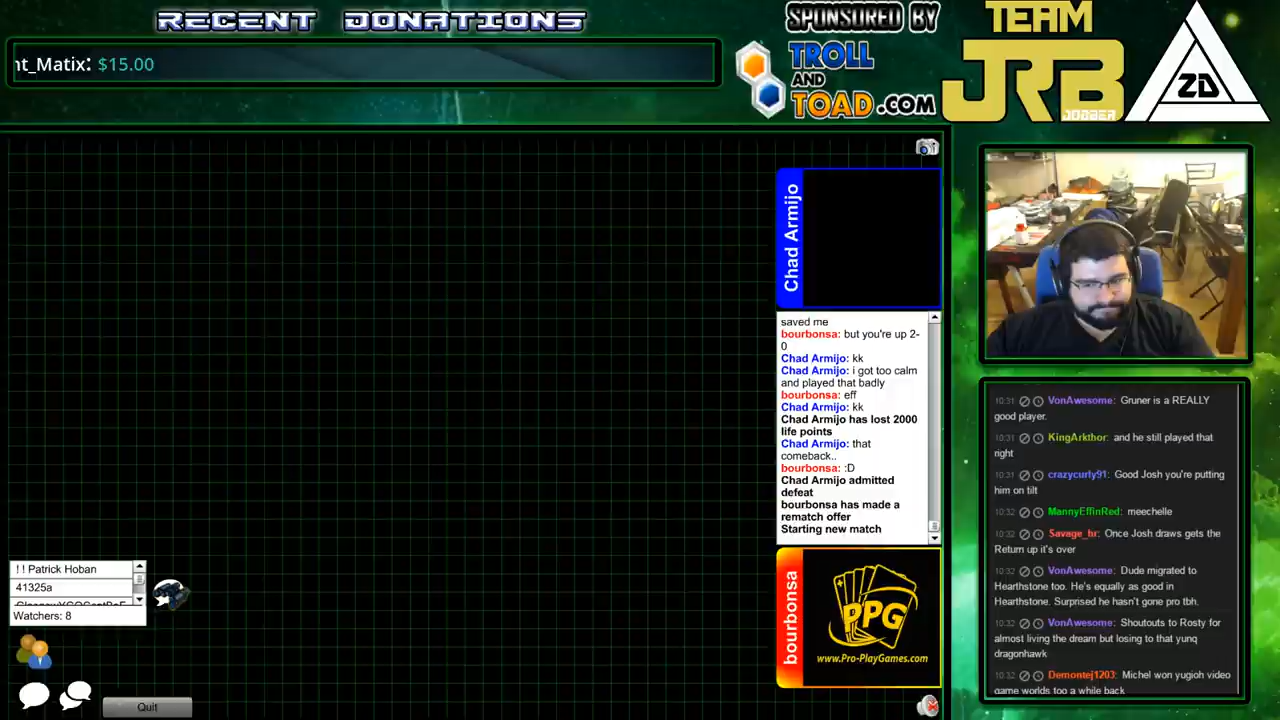 RECENT DONATIONS
nt_Matix: $15.00
SPONSORED BY
TROLL
AND
TOAD.COM
TEAM
JRB
JOBBER
ZD
Chad Armijo
saved me
bourbonsa: but you're up 2-
0
Chad Armijo: kk
Chad Armijo: i got too calm
and played that badly
bourbonsa: eff
Chad Armijo: kk
Chad Armijo has lost 2000
life points
Chad Armijo: that
comeback..
bourbonsa: :D
Chad Armijo admitted
defeat
bourbonsa has made a
rematch offer
Starting new match
bourbonsa
PPG
www.Pro-PlayGames.com
! ! Patrick Hoban
41325a
Watchers: 8
Quit
10:31 VonAwesome: Gruner is a REALLY
good player.
10:31 KingArkthor: and he still played that
right
10:31 crazycurly91: Good Josh you're putting
him on tilt
10:32 MannyEffinRed: meechelle
10:32 Savage_hr: Once Josh draws gets the
Return up it's over
10:32 VonAwesome: Dude migrated to
Hearthstone too. He's equally as good in
Hearthstone. Surprised he hasn't gone pro tbh.
10:32 VonAwesome: Shoutouts to Rosty for
almost living the dream but losing to that yunq
dragonhawk
10:32 Demontej1203: Michel won yugioh video
game worlds too a while back